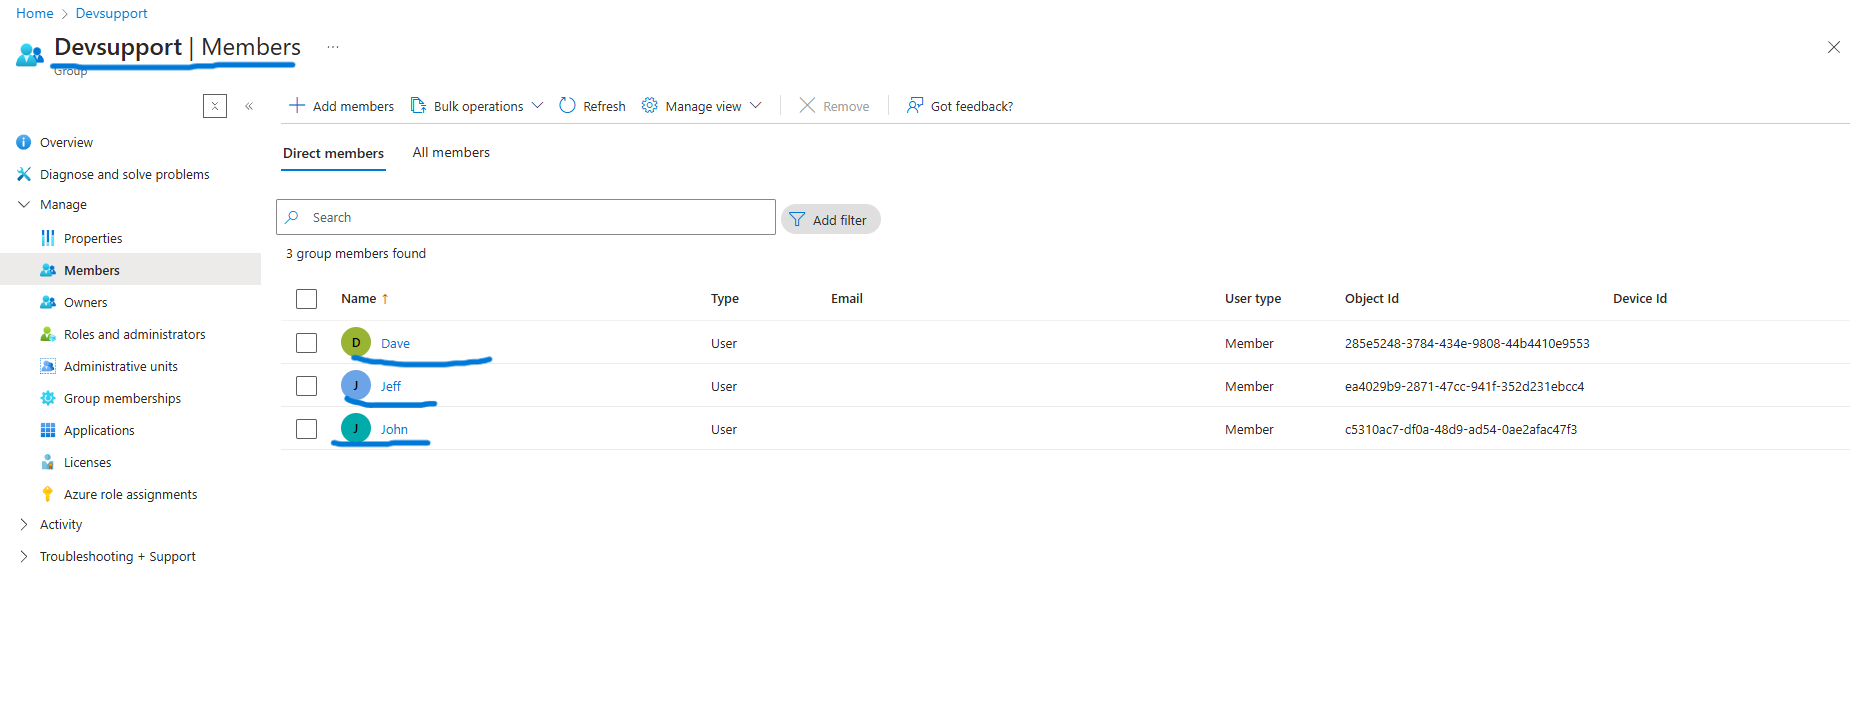 Home > Devsupport
Devsupport | Members ...
Group
Add members Bulk operations Refresh Manage view Remove Got feedback?
Overview
Diagnose and solve problems
Manage
Properties
Members
Owners
Roles and administrators
Administrative units
Group memberships
Applications
Licenses
Azure role assignments
Activity
Troubleshooting + Support
Direct members All members
Search Add filter
3 group members found
Name ↑ Type Email User type Object Id Device Id
D Dave User Member 285e5248-3784-434e-9808-44b4410e9553
J Jeff User Member ea4029b9-2871-47cc-941f-352d231ebcc4
J John User Member c5310ac7-df0a-48d9-ad54-0ae2afac47f3